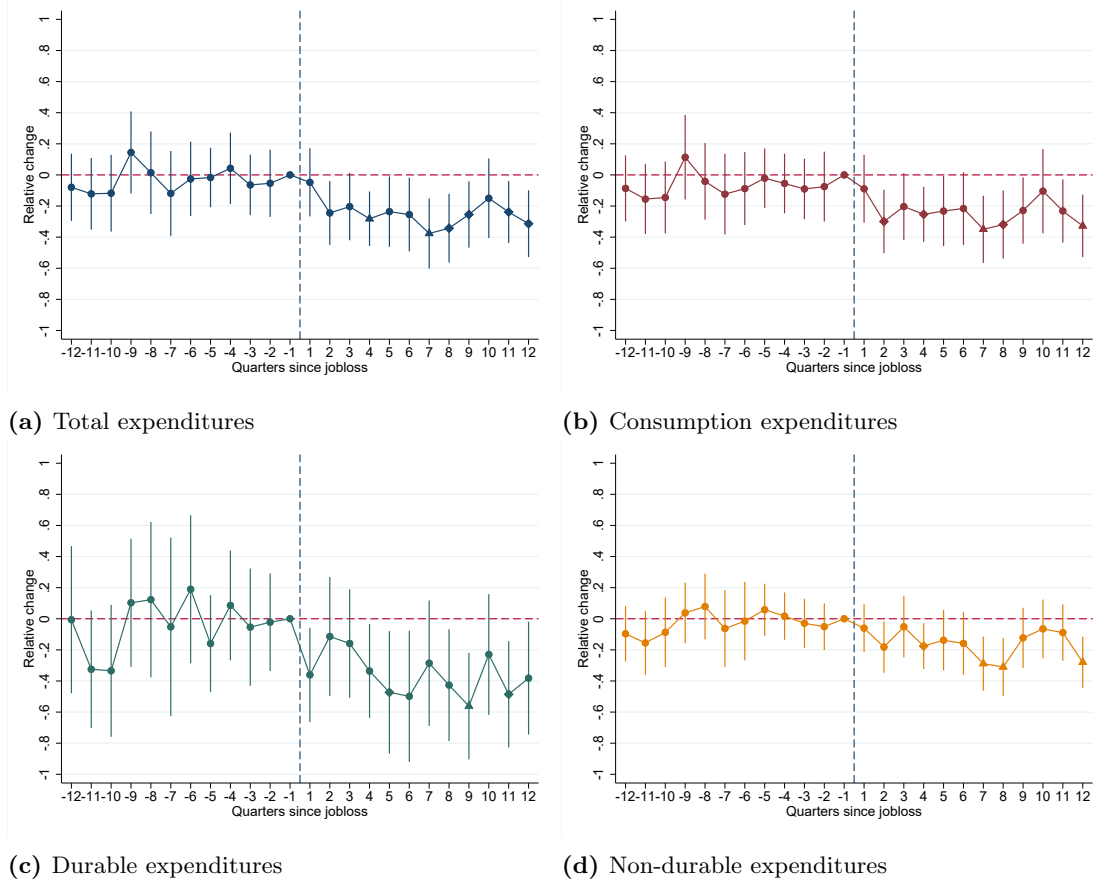 1
.8
.6
.4
.2
0
-.2
-.4
-.6
-.8
-1
Relative change
-12 -11 -10 -9 -8 -7 -6 -5 -4 -3 -2 -1 1 2 3 4 5 6 7 8 9 10 11 12
Quarters since jobloss
(a) Total expenditures
1
.8
.6
.4
.2
0
-.2
-.4
-.6
-.8
-1
Relative change
-12 -11 -10 -9 -8 -7 -6 -5 -4 -3 -2 -1 1 2 3 4 5 6 7 8 9 10 11 12
Quarters since jobloss
(b) Consumption expenditures
1
.8
.6
.4
.2
0
-.2
-.4
-.6
-.8
-1
Relative change
-12 -11 -10 -9 -8 -7 -6 -5 -4 -3 -2 -1 1 2 3 4 5 6 7 8 9 10 11 12
Quarters since jobloss
(c) Durable expenditures
1
.8
.6
.4
.2
0
-.2
-.4
-.6
-.8
-1
Relative change
-12 -11 -10 -9 -8 -7 -6 -5 -4 -3 -2 -1 1 2 3 4 5 6 7 8 9 10 11 12
Quarters since jobloss
(d) Non-durable expenditures